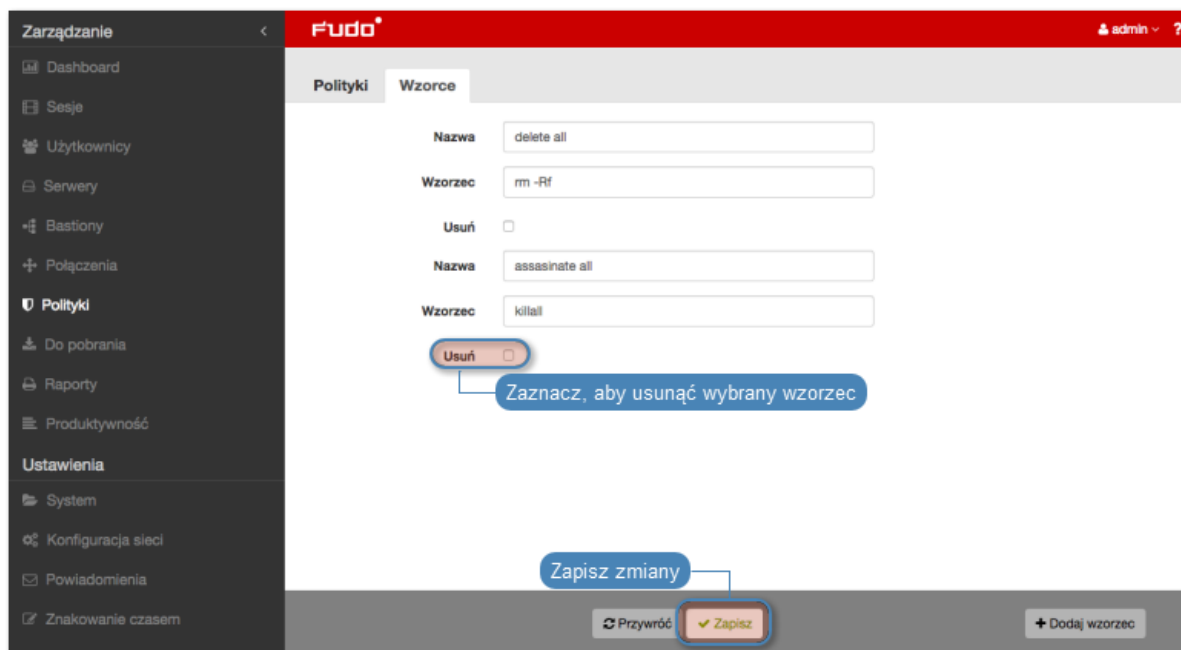 Zarządzanie
Dashboard
Sesje
Użytkownicy
Serwery
Bastiony
Połączenia
Polityki
Do pobrania
Raporty
Produktywność
Ustawienia
System
Konfiguracja sieci
Powiadomienia
Znakowanie czasem
FUDO
admin ?
Polityki Wzorce
Nazwa delete all
Wzorzec rm -Rf
Usuń
Nazwa assasinate all
Wzorzec killall
Usuń
Zaznacz, aby usunąć wybrany wzorzec
Zapisz zmiany
Przywróć Zapisz + Dodaj wzorzec